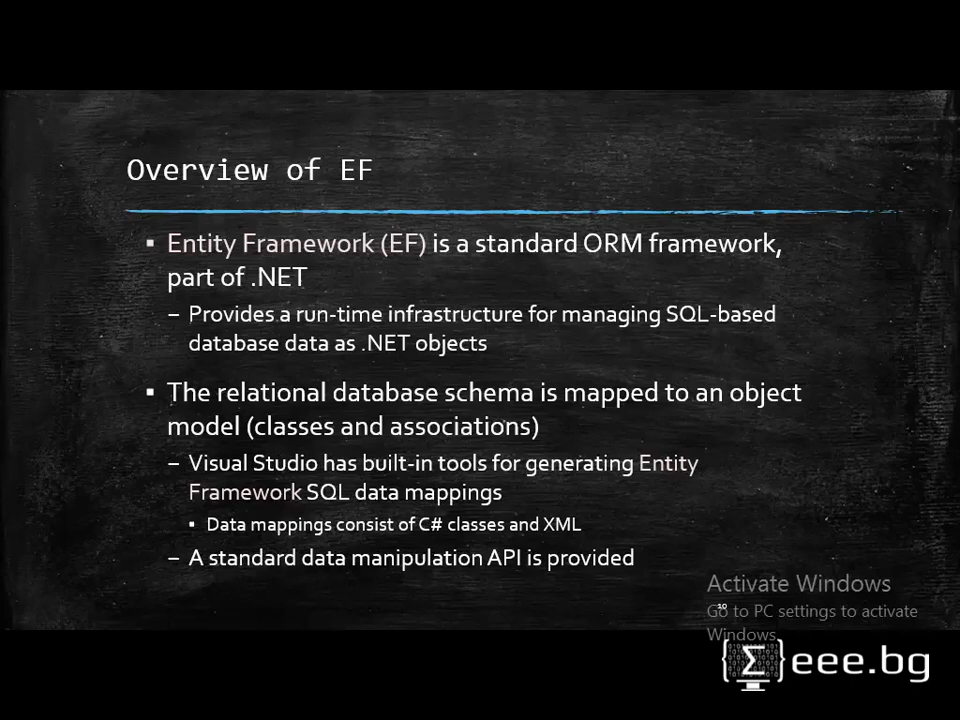 Overview of EF
▪ Entity Framework (EF) is a standard ORM framework,
part of .NET
– Provides a run-time infrastructure for managing SQL-based
database data as .NET objects
▪ The relational database schema is mapped to an object
model (classes and associations)
– Visual Studio has built-in tools for generating Entity
Framework SQL data mappings
▪ Data mappings consist of C# classes and XML
– A standard data manipulation API is provided
Activate Windows
10
Go to PC settings to activate
Windows.
{Σ}eee.bg